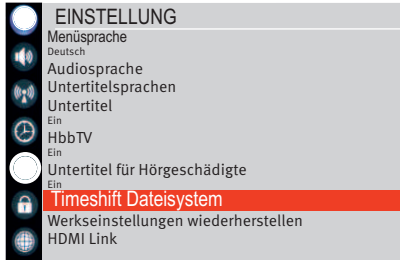 EINSTELLUNG
Menüsprache
Deutsch
Audiosprache
Untertitelsprachen
Untertitel
Ein
HbbTV
Ein
Untertitel für Hörgeschädigte
Ein
Timeshift Dateisystem
Werkseinstellungen wiederherstellen
HDMI Link